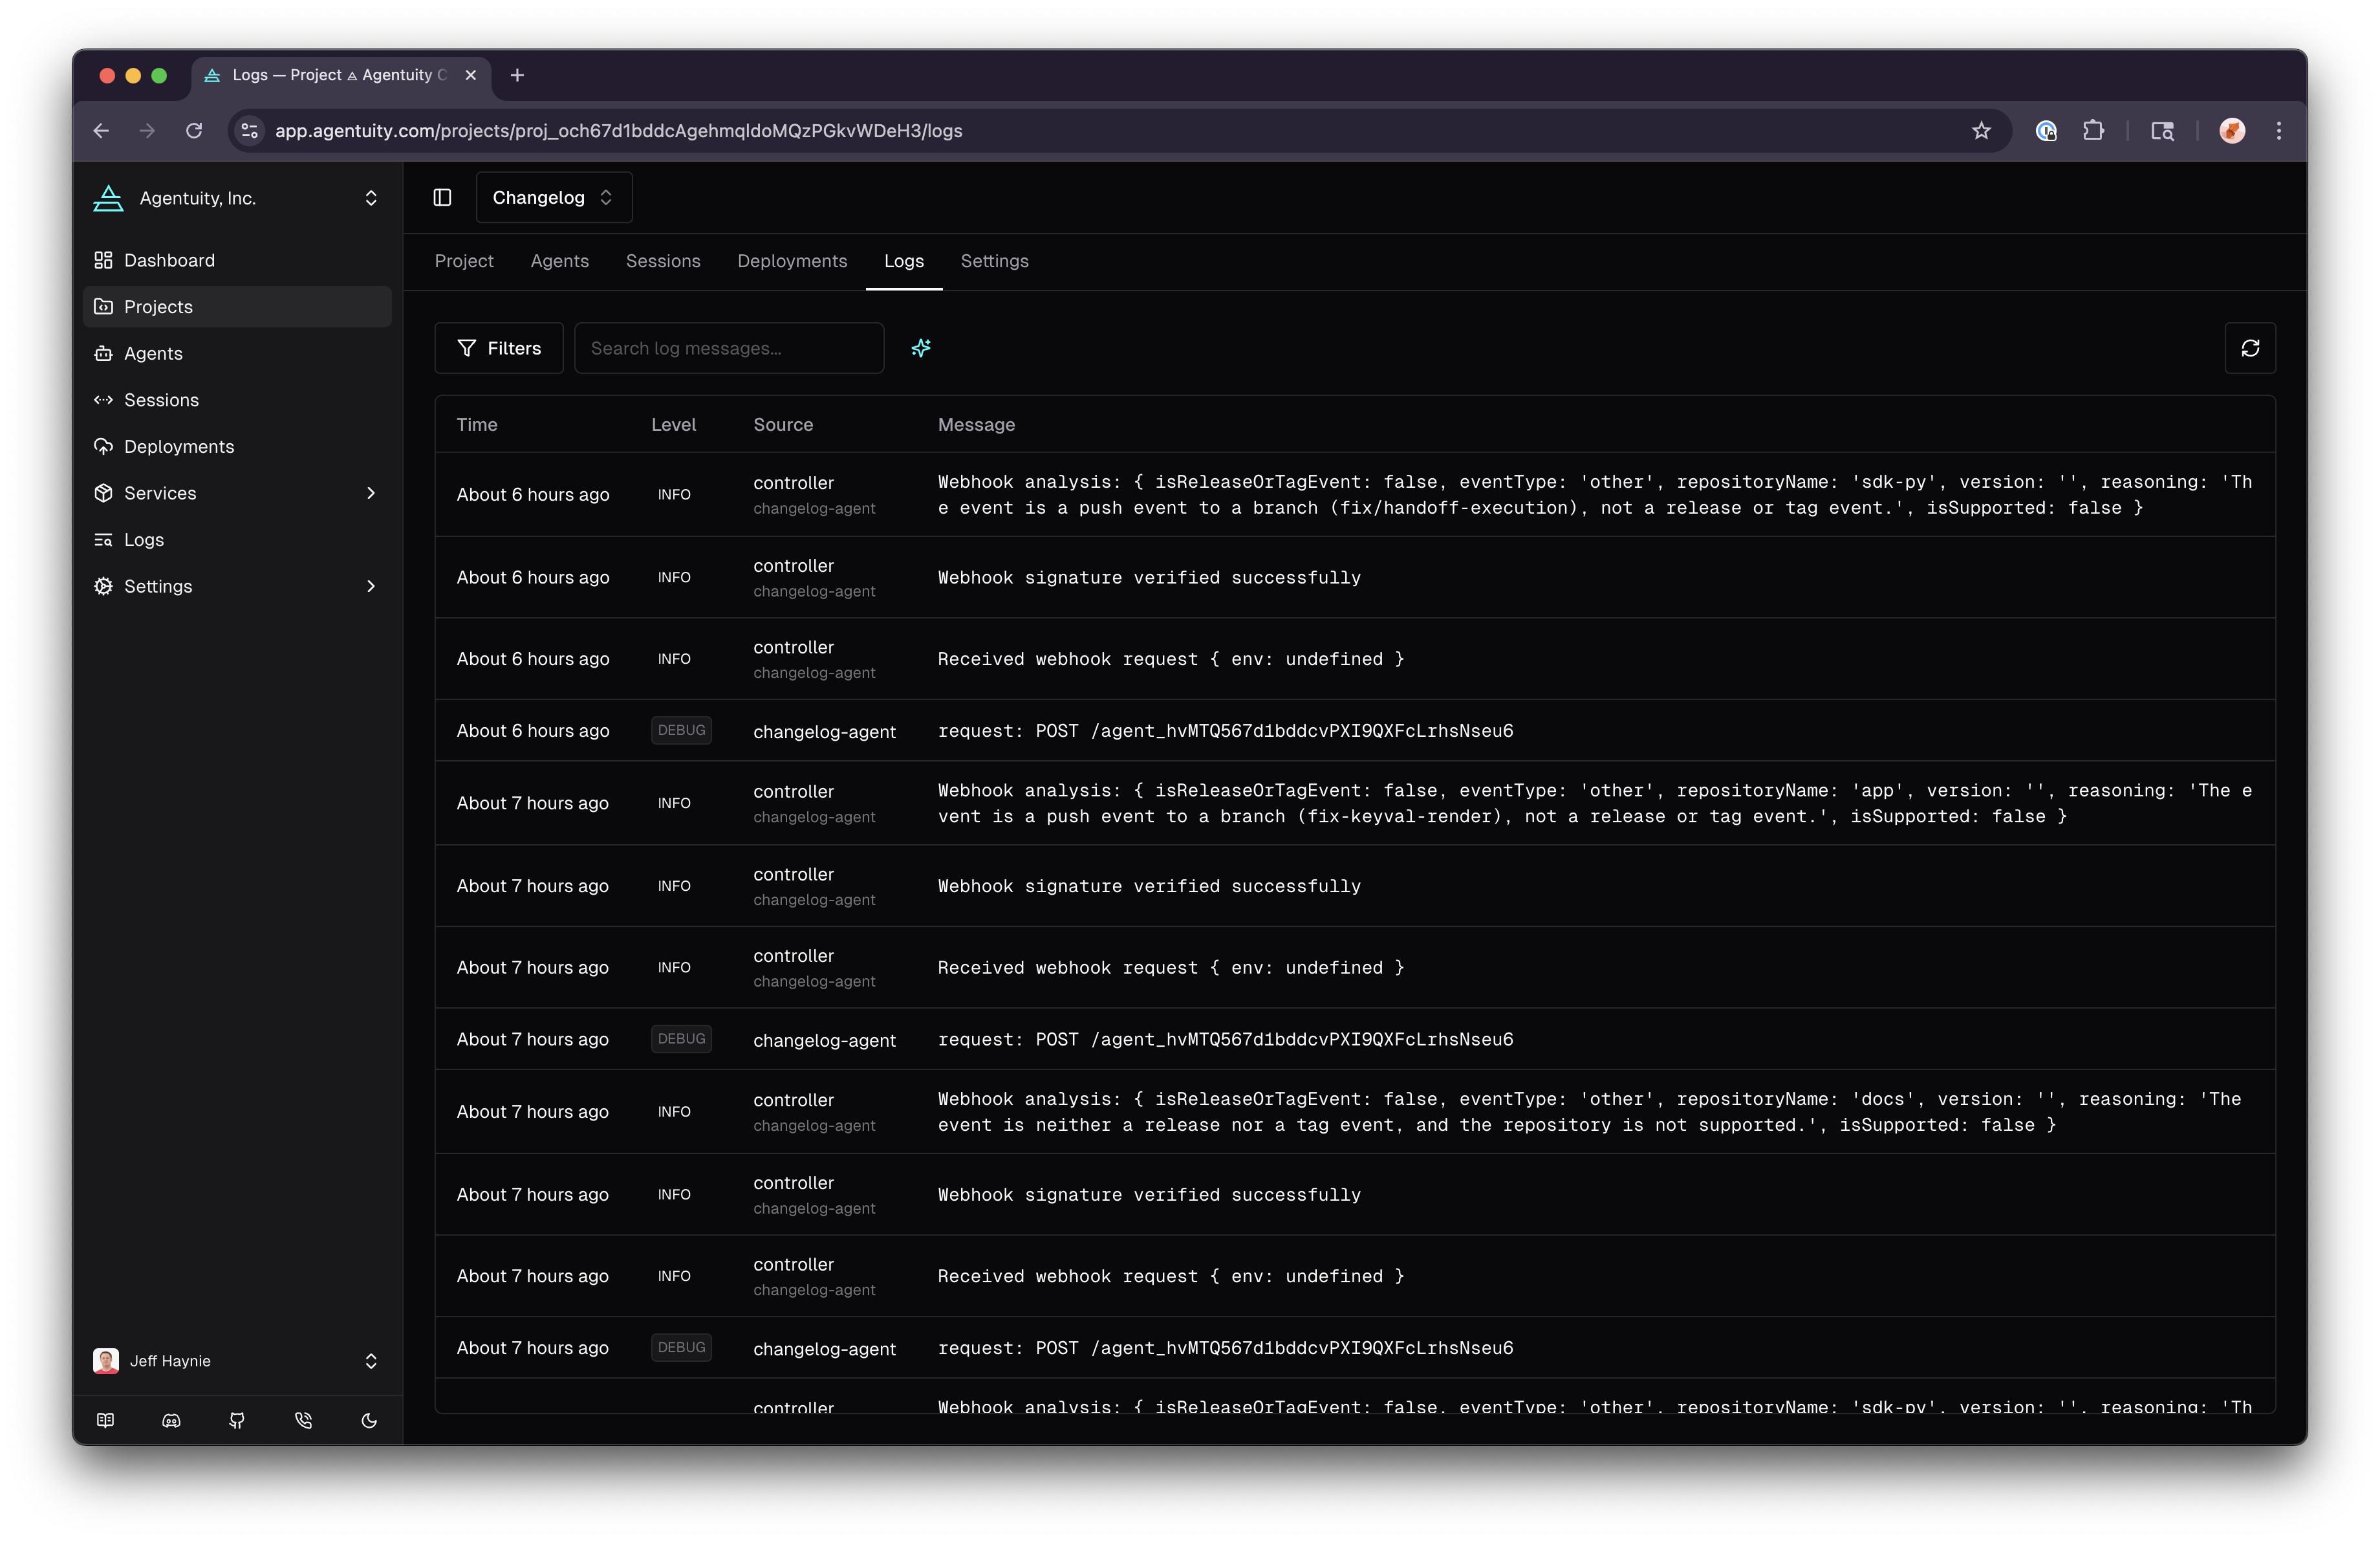 Logs — Project ⟁ Agentuity C
app.agentuity.com/projects/proj_och67d1bddcAgehmqldoMQzPGkvWDeH3/logs
Agentuity, Inc.
Dashboard
Projects
Agents
Sessions
Deployments
Services
Logs
Settings
Jeff Haynie
Changelog
Project Agents Sessions Deployments Logs Settings
Filters
Search log messages...
Time Level Source Message
About 6 hours ago INFO controller changelog-agent Webhook analysis: { isReleaseOrTagEvent: false, eventType: 'other', repositoryName: 'sdk-py', version: '', reasoning: 'Th
e event is a push event to a branch (fix/handoff-execution), not a release or tag event.', isSupported: false }
About 6 hours ago INFO controller changelog-agent Webhook signature verified successfully
About 6 hours ago INFO controller changelog-agent Received webhook request { env: undefined }
About 6 hours ago DEBUG changelog-agent request: POST /agent_hvMTQ567d1bddcvPXI9QXFcLrhsNseu6
About 7 hours ago INFO controller changelog-agent Webhook analysis: { isReleaseOrTagEvent: false, eventType: 'other', repositoryName: 'app', version: '', reasoning: 'The e
vent is a push event to a branch (fix-keyval-render), not a release or tag event.', isSupported: false }
About 7 hours ago INFO controller changelog-agent Webhook signature verified successfully
About 7 hours ago INFO controller changelog-agent Received webhook request { env: undefined }
About 7 hours ago DEBUG changelog-agent request: POST /agent_hvMTQ567d1bddcvPXI9QXFcLrhsNseu6
About 7 hours ago INFO controller changelog-agent Webhook analysis: { isReleaseOrTagEvent: false, eventType: 'other', repositoryName: 'docs', version: '', reasoning: 'The
event is neither a release nor a tag event, and the repository is not supported.', isSupported: false }
About 7 hours ago INFO controller changelog-agent Webhook signature verified successfully
About 7 hours ago INFO controller changelog-agent Received webhook request { env: undefined }
About 7 hours ago DEBUG changelog-agent request: POST /agent_hvMTQ567d1bddcvPXI9QXFcLrhsNseu6
controller Webhook analysis: { isReleaseOrTagEvent: false, eventType: 'other', repositoryName: 'sdk-py', version: '', reasoning: 'Th